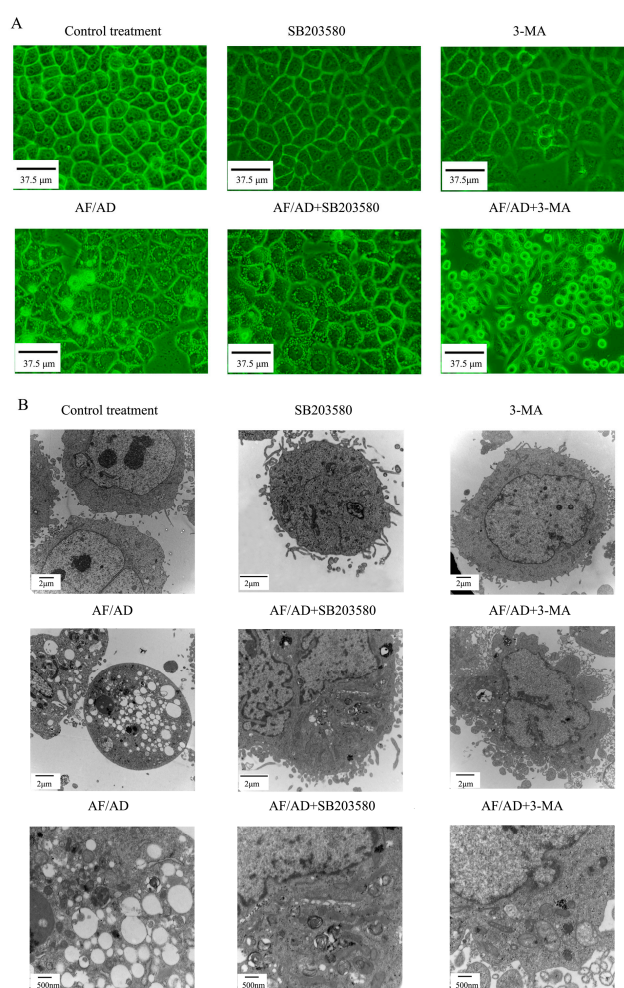 A
Control treatment SB203580 3-MA
37.5 μm 37.5 μm 37.5μm
AF/AD AF/AD+SB203580 AF/AD+3-MA
37.5 μm 37.5 μm 37.5 μm
B
Control treatment SB203580 3-MA
2μm 2μm 2μm
AF/AD AF/AD+SB203580 AF/AD+3-MA
2μm 2μm 2μm
AF/AD AF/AD+SB203580 AF/AD+3-MA
500nm 500nm 500nm